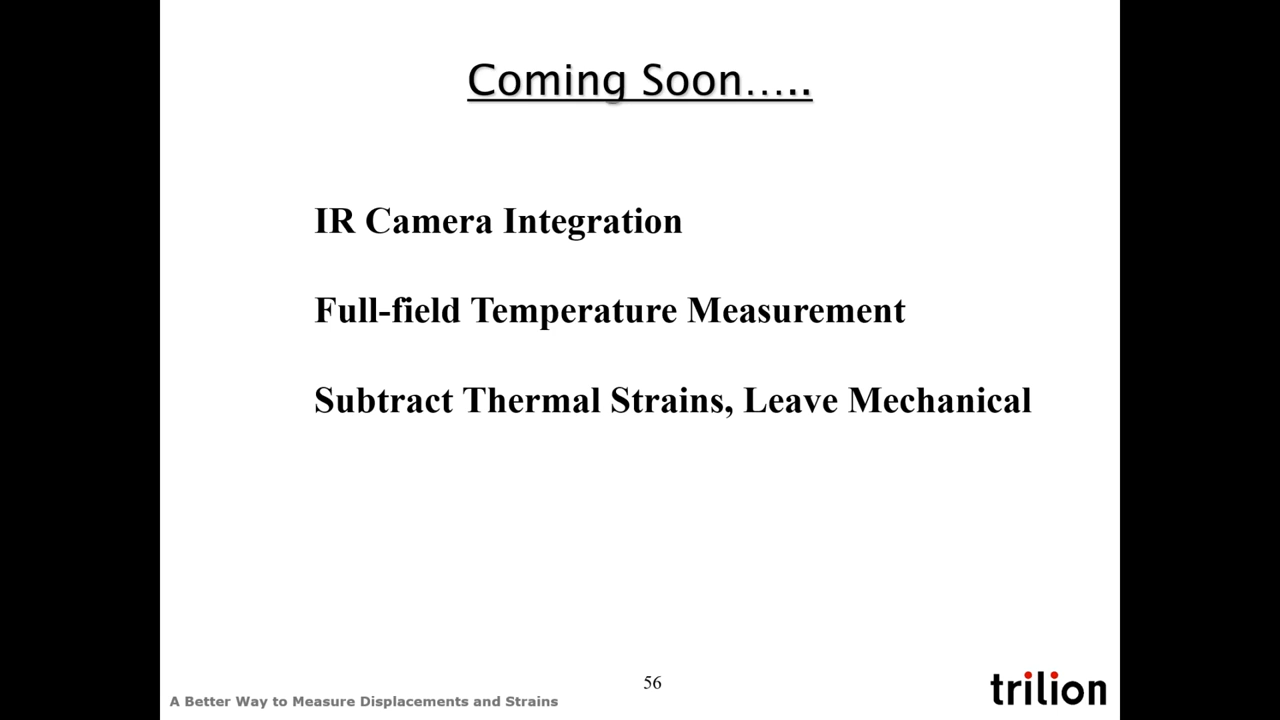 Coming Soon…..
IR Camera Integration
Full-field Temperature Measurement
Subtract Thermal Strains, Leave Mechanical
56
A Better Way to Measure Displacements and Strains
trilion